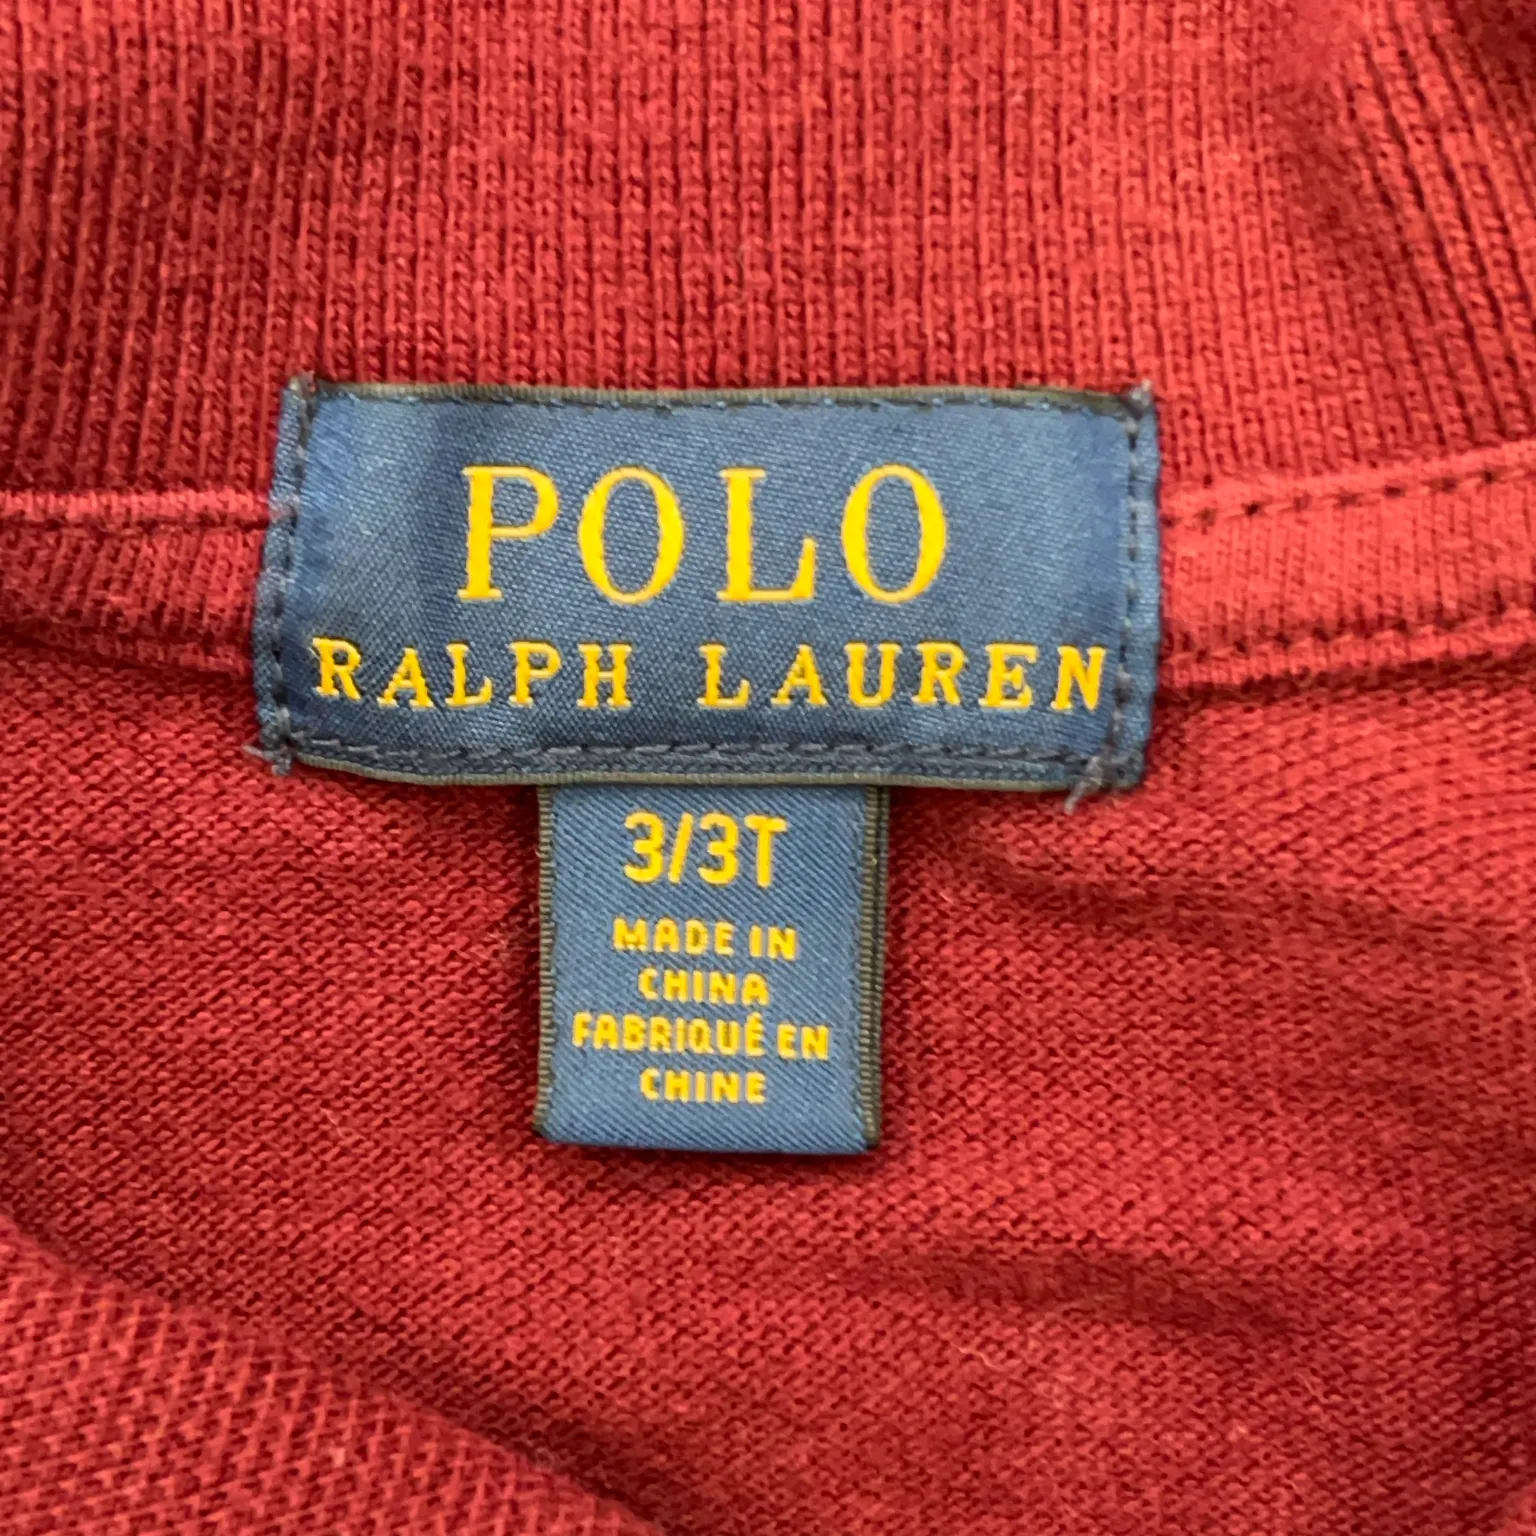 POLO
RALPH LAUREN
3/3T
MADE IN
CHINA
FABRIQUÉ EN
CHINE